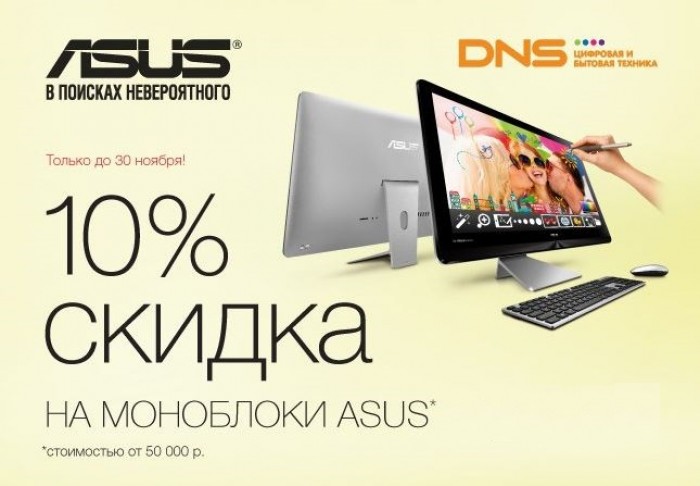 ASUS®
В ПОИСКАХ НЕВЕРОЯТНОГО
DNS
ЦИФРОВАЯ И
БЫТОВАЯ ТЕХНИКА
ASUS
Только до 30 ноября!
10%
скидка
НА МОНОБЛОКИ ASUS*
*стоимостью от 50 000 р.